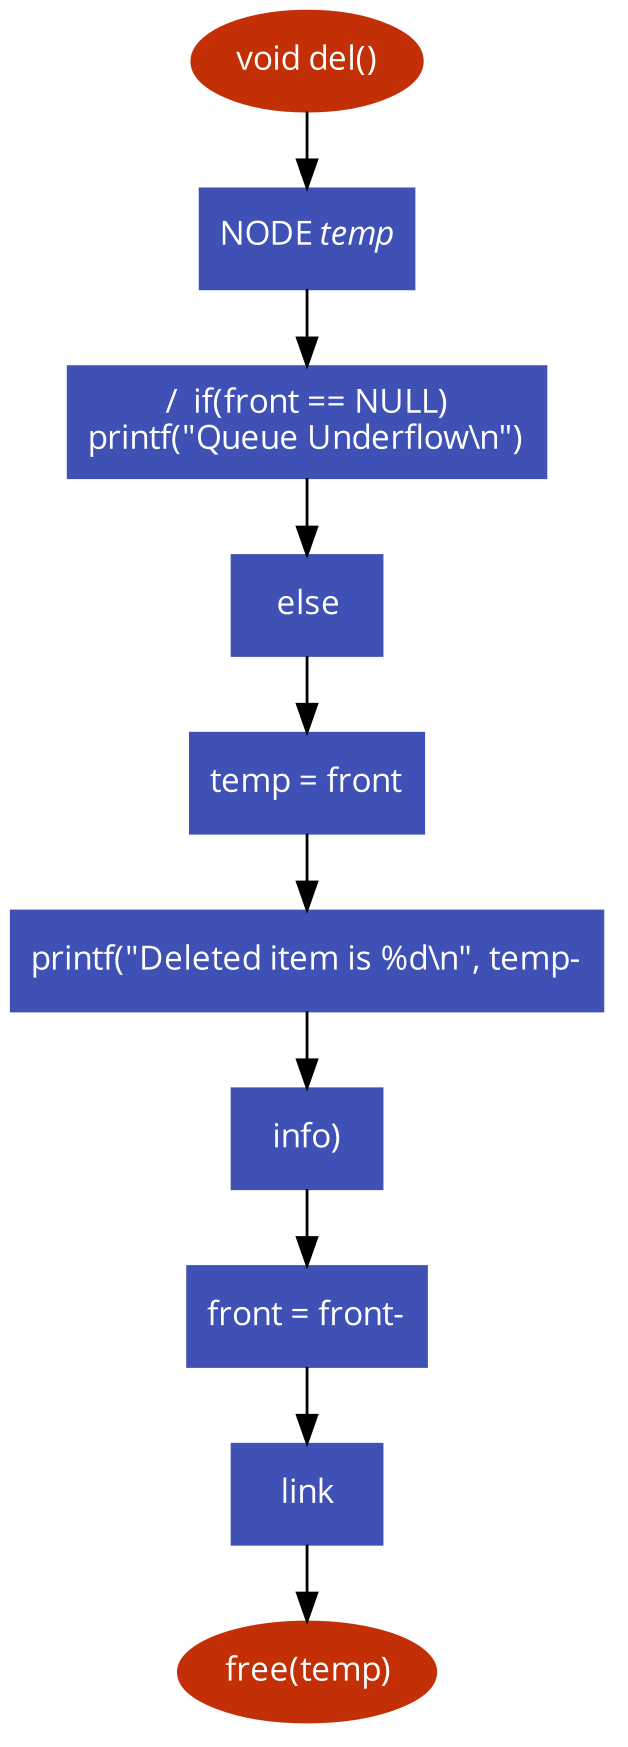 void del()
NODE temp
/  if(front == NULL)
printf("Queue Underflow\n")
else
temp = front
printf("Deleted item is %d\n", temp-
info)
front = front-
link
free(temp)